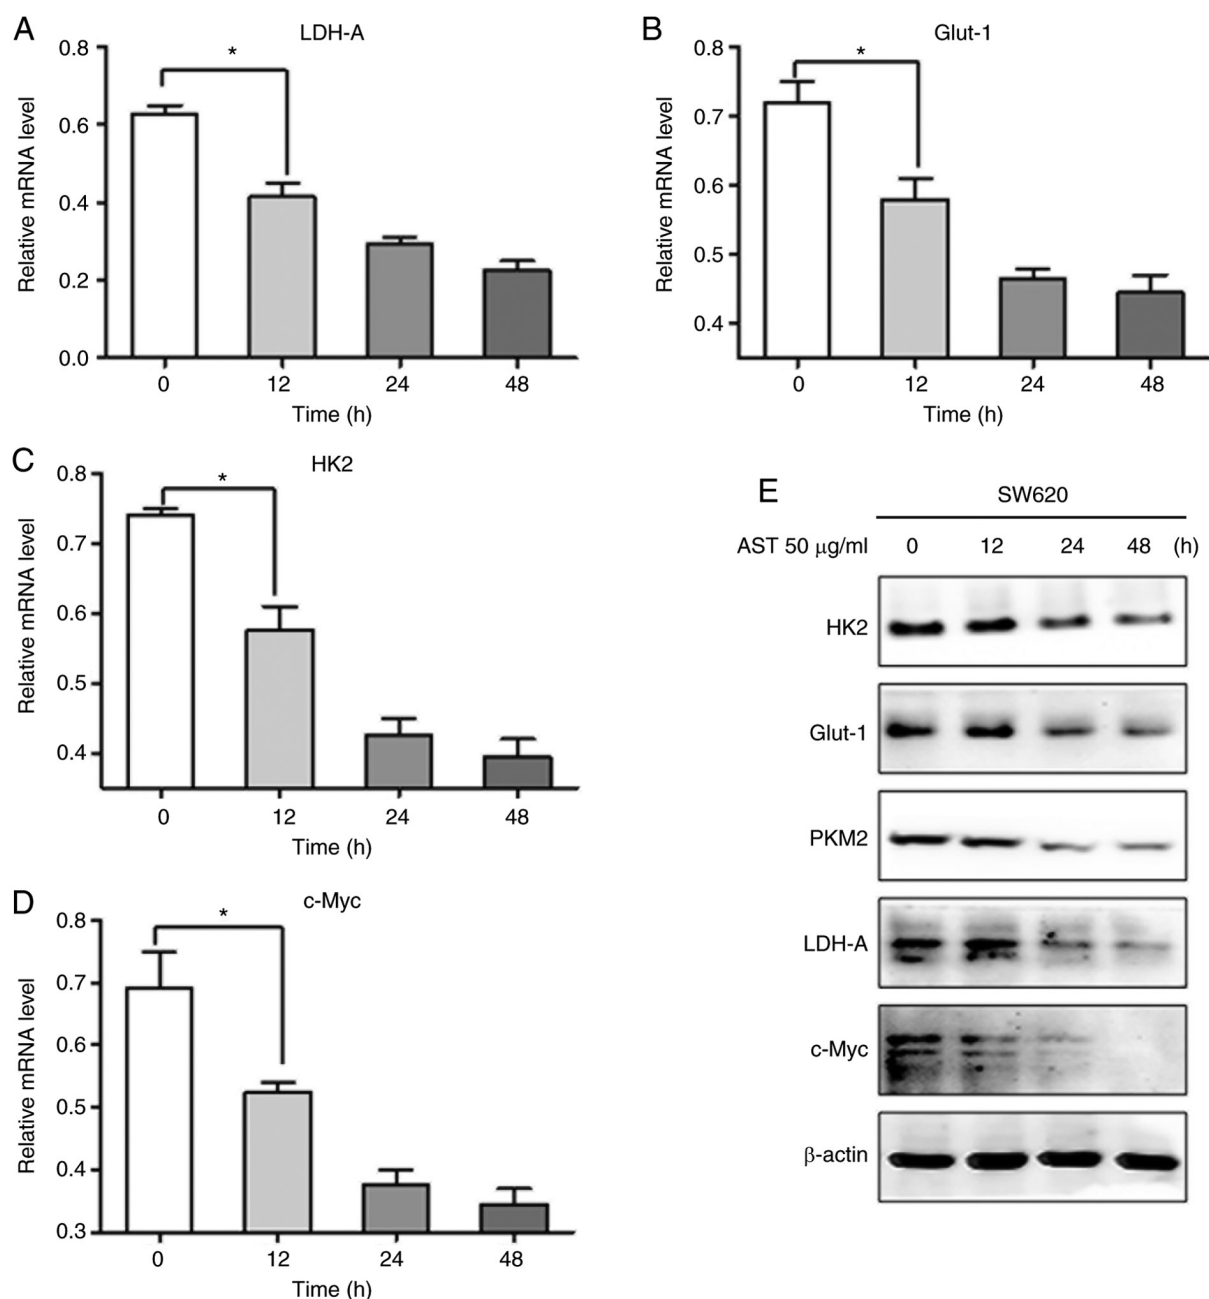 A
LDH-A
*
Relative mRNA level
0.8
0.6
0.4
0.2
0.0
0 12 24 48
Time (h)
B
Glut-1
*
Relative mRNA level
0.8
0.7
0.6
0.5
0.4
0 12 24 48
Time (h)
C
HK2
*
Relative mRNA level
0.8
0.7
0.6
0.5
0.4
0 12 24 48
Time (h)
D
c-Myc
*
Relative mRNA level
0.8
0.7
0.6
0.5
0.4
0.3
0 12 24 48
Time (h)
E
SW620
AST 50 μg/ml 0 12 24 48 (h)
HK2
Glut-1
PKM2
LDH-A
c-Myc
β-actin